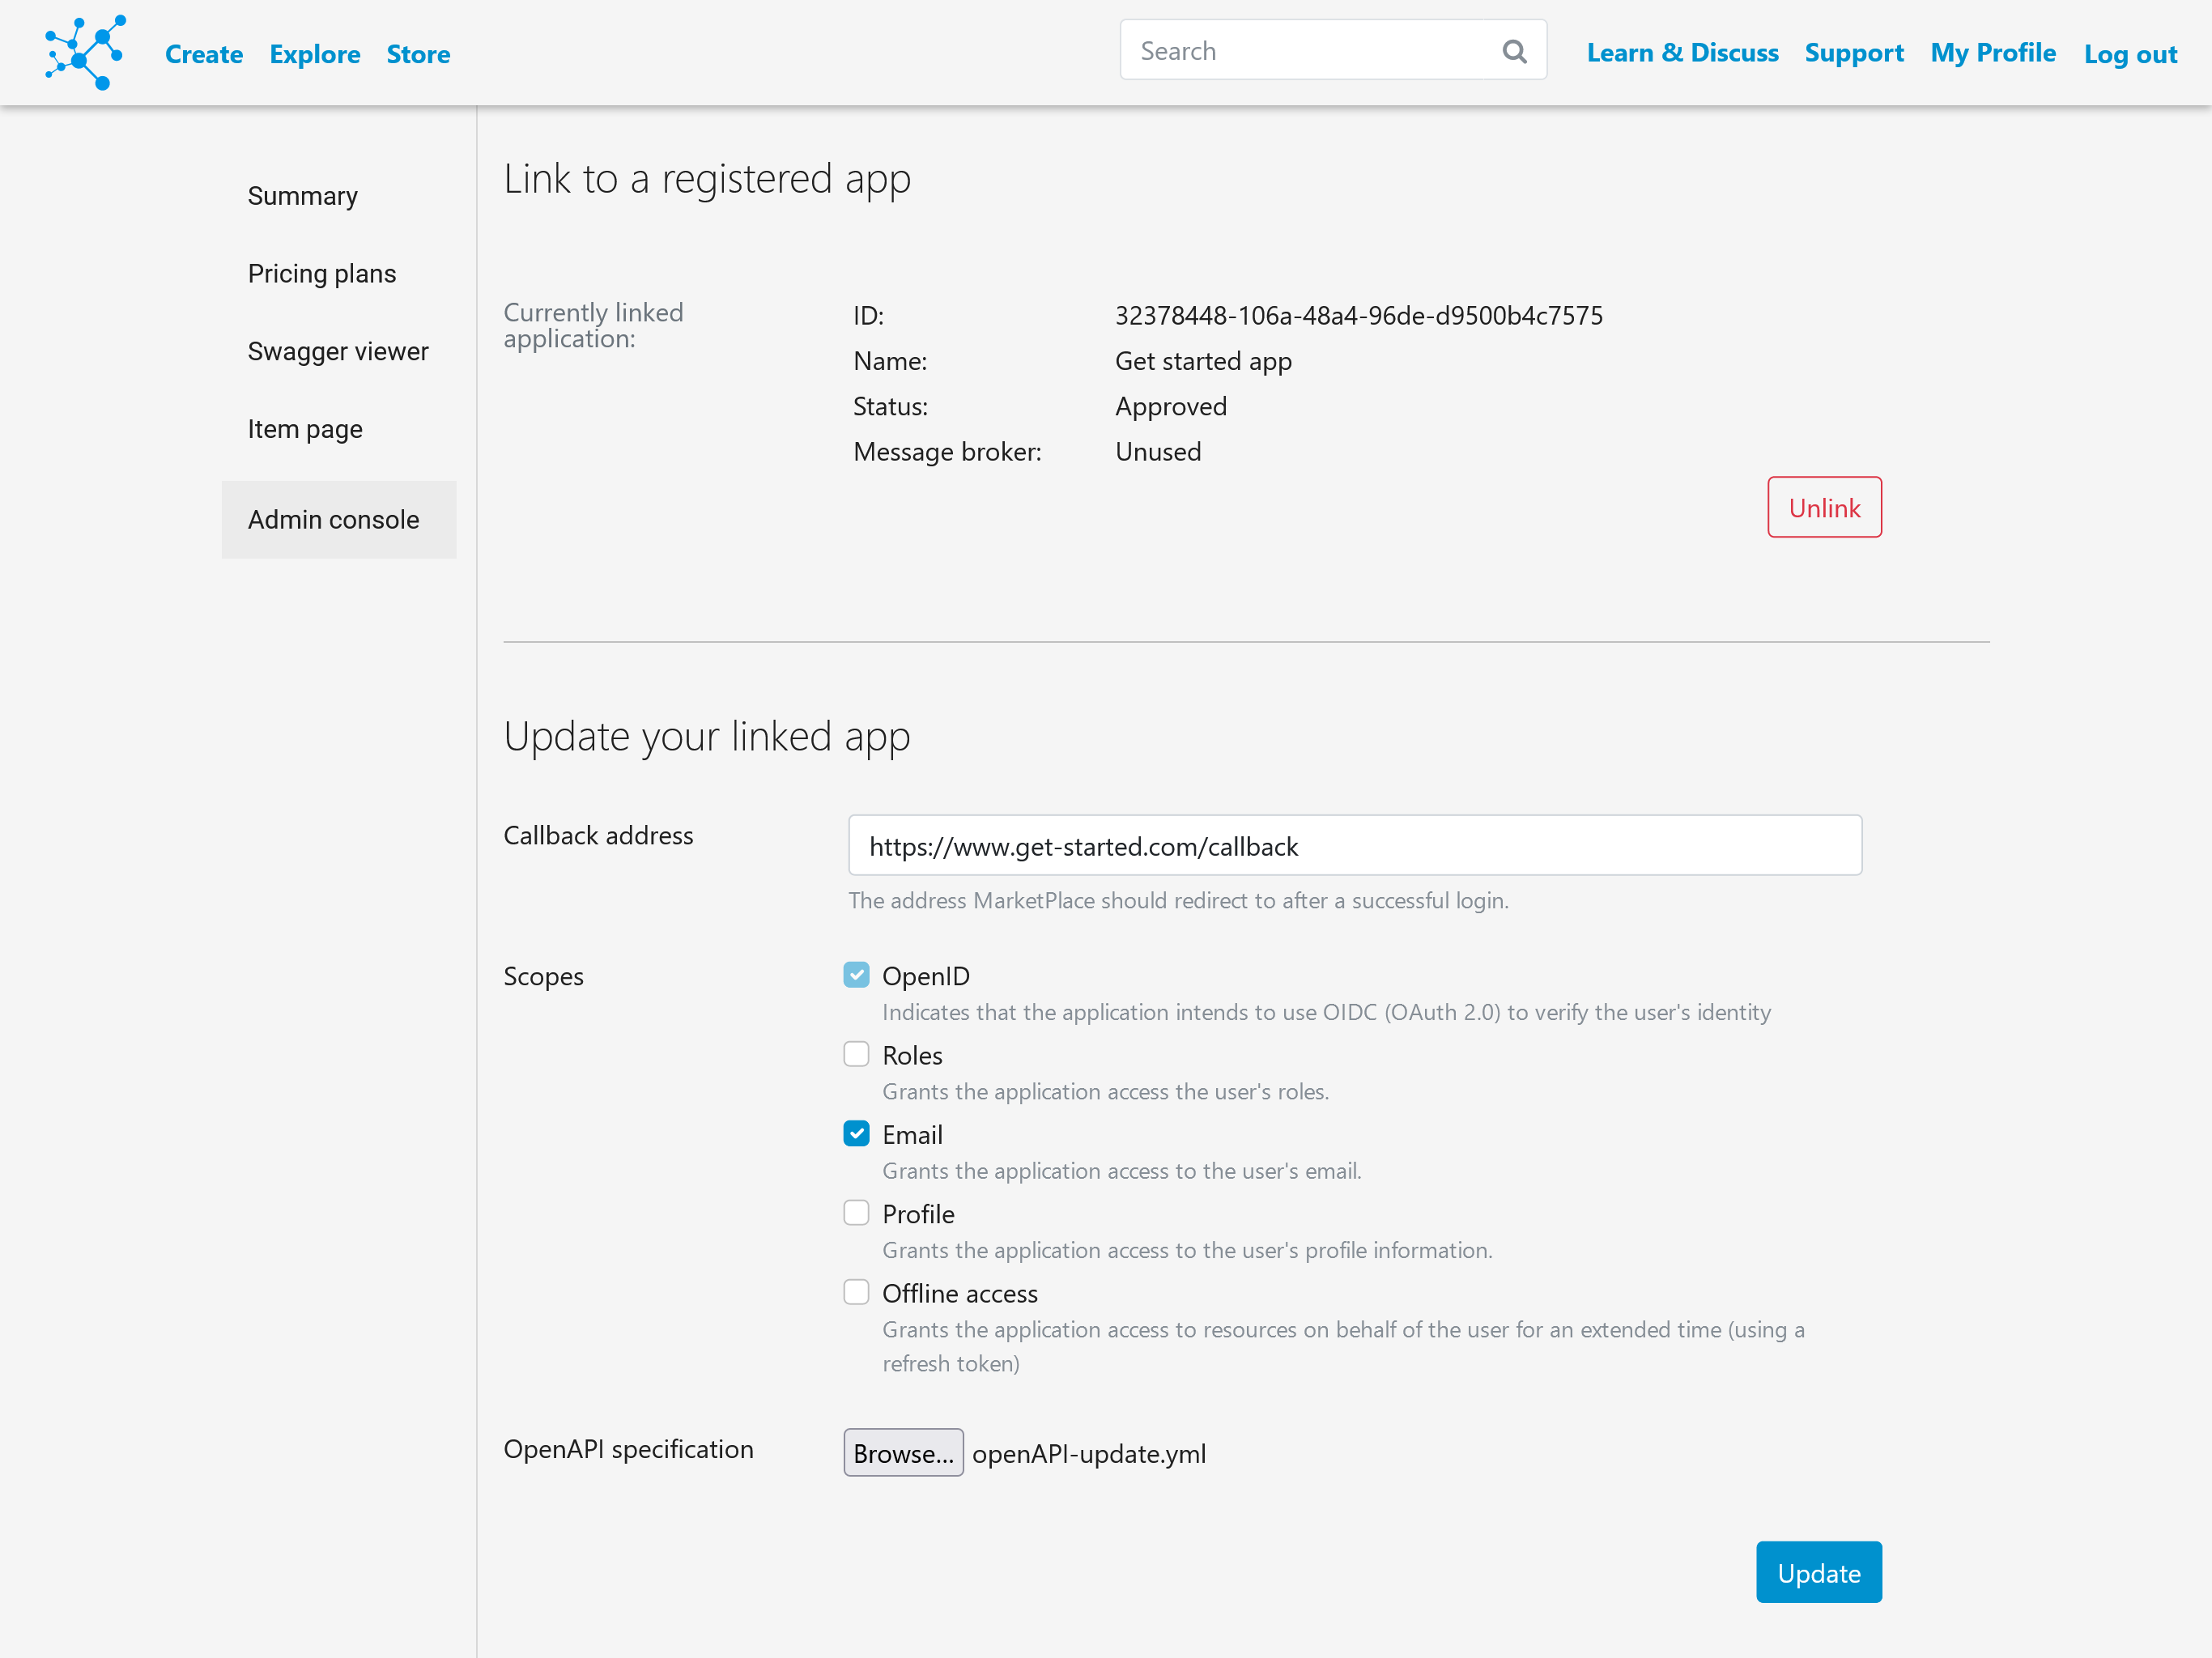 Create Explore Store Search Learn & Discuss Support My Profile Log out
Summary
Pricing plans
Swagger viewer
Item page
Admin console
Link to a registered app
Currently linked
application:
ID: 32378448-106a-48a4-96de-d9500b4c7575
Name: Get started app
Status: Approved
Message broker: Unused
Unlink
Update your linked app
Callback address https://www.get-started.com/callback
The address MarketPlace should redirect to after a successful login.
Scopes
OpenID
Indicates that the application intends to use OIDC (OAuth 2.0) to verify the user's identity
Roles
Grants the application access the user's roles.
Email
Grants the application access to the user's email.
Profile
Grants the application access to the user's profile information.
Offline access
Grants the application access to resources on behalf of the user for an extended time (using a
refresh token)
OpenAPI specification Browse... openAPI-update.yml
Update